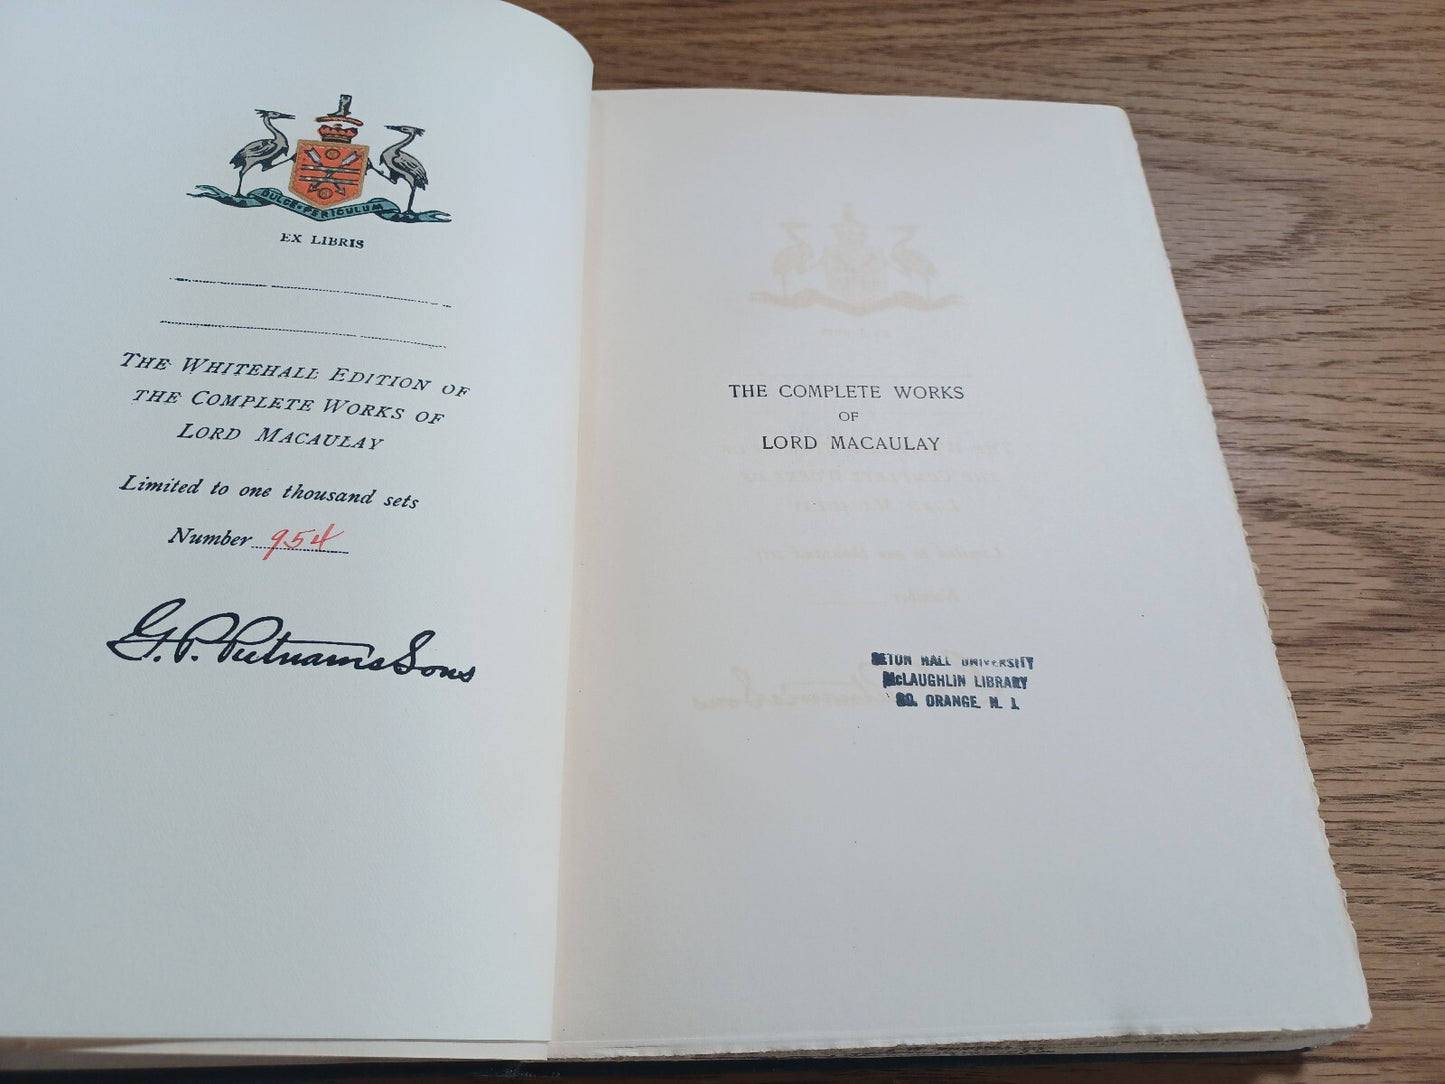 DULCE·PERICULUM
EX LIBRIS
THE WHITEHALL EDITION OF
THE COMPLETE WORKS OF
LORD MACAULAY
Limited to one thousand sets
Number 954
G. P. Putnam's Sons
THE COMPLETE WORKS
OF
LORD MACAULAY
SETON HALL UNIVERSITY
McLAUGHLIN LIBRARY
SO. ORANGE, N. J.